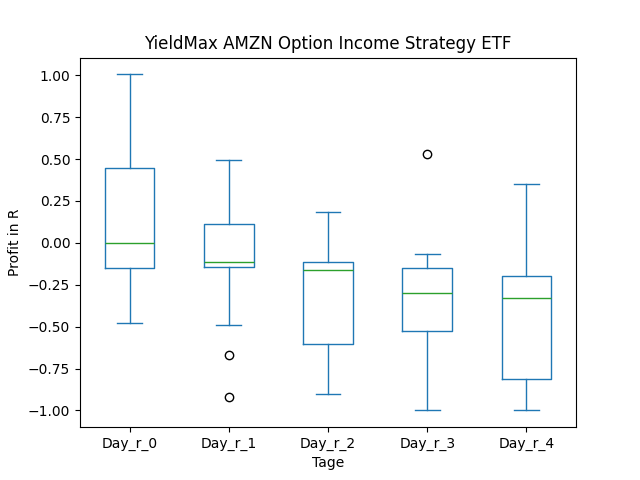 YieldMax AMZN Option Income Strategy ETF
1.00
0.75
0.50
0.25
0.00
−0.25
−0.50
−0.75
−1.00
Profit in R
Day_r_0 Day_r_1 Day_r_2 Day_r_3 Day_r_4
Tage